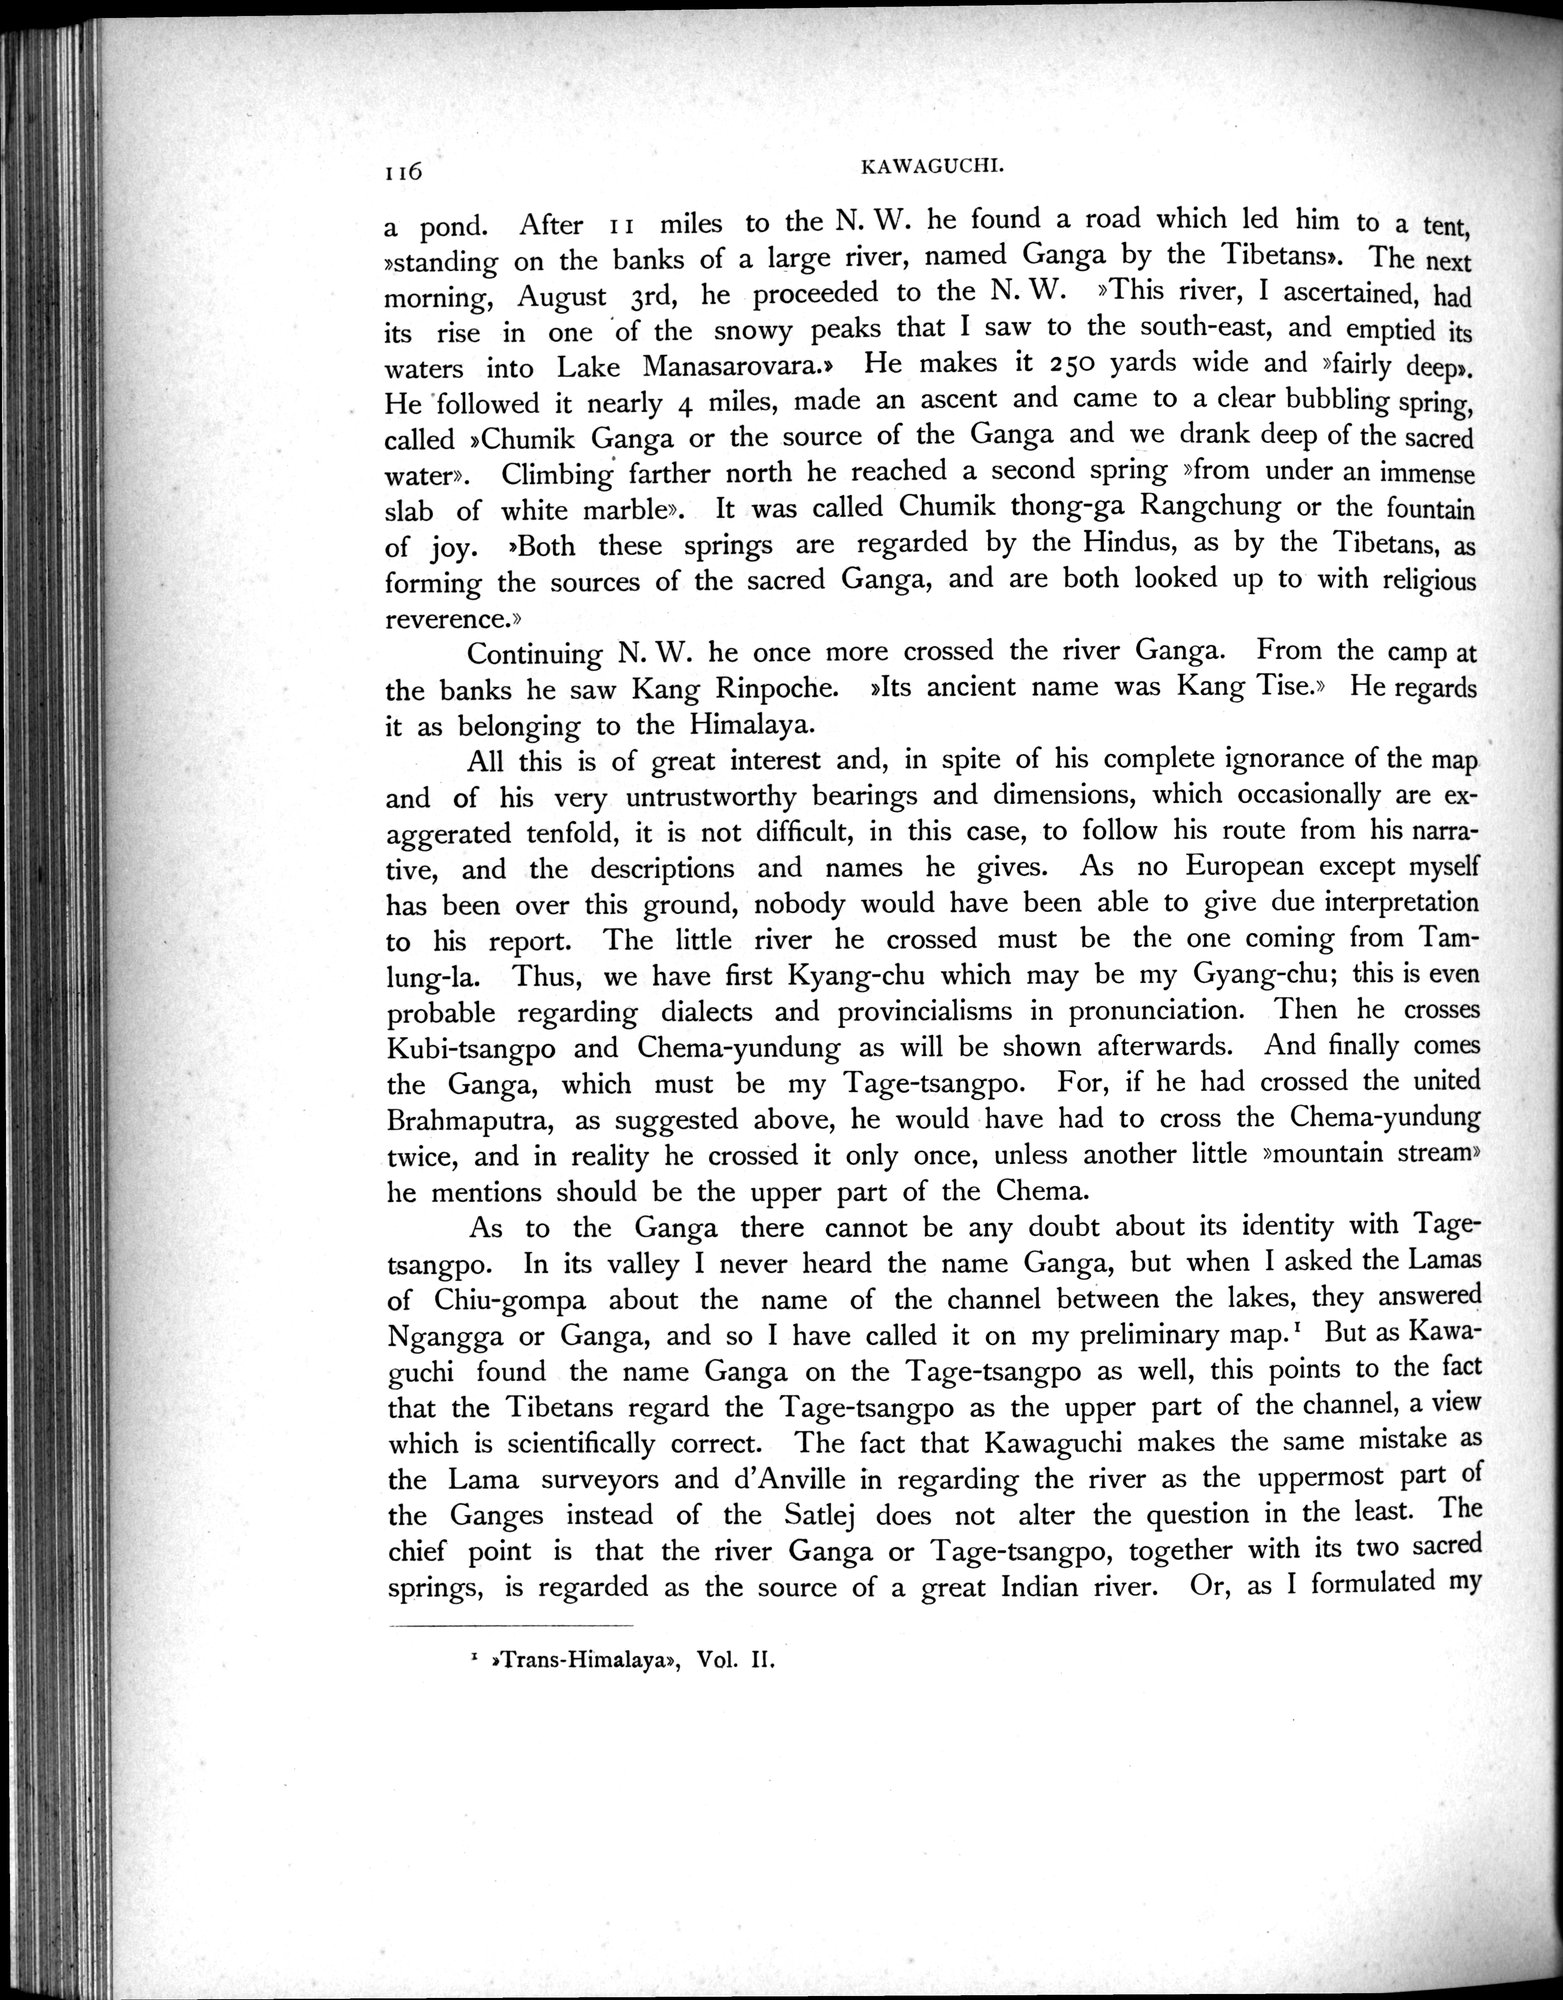 116
KAWAGUCHI.
a pond. After 11 miles to the N. W. he found a road which led him to a tent,
»standing on the banks of a large river, named Ganga by the Tibetans». The next
morning, August 3rd, he proceeded to the N. W. »This river, I ascertained, had
its rise in one of the snowy peaks that I saw to the south-east, and emptied its
waters into Lake Manasarovara.» He makes it 250 yards wide and »fairly deep».
He followed it nearly 4 miles, made an ascent and came to a clear bubbling spring,
called »Chumik Ganga or the source of the Ganga and we drank deep of the sacred
water». Climbing farther north he reached a second spring »from under an immense
slab of white marble». It was called Chumik thong-ga Rangchung or the fountain
of joy. »Both these springs are regarded by the Hindus, as by the Tibetans, as
forming the sources of the sacred Ganga, and are both looked up to with religious
reverence.»
Continuing N. W. he once more crossed the river Ganga. From the camp at
the banks he saw Kang Rinpoche. »Its ancient name was Kang Tise.» He regards
it as belonging to the Himalaya.
All this is of great interest and, in spite of his complete ignorance of the map
and of his very untrustworthy bearings and dimensions, which occasionally are ex-
aggerated tenfold, it is not difficult, in this case, to follow his route from his narra-
tive, and the descriptions and names he gives. As no European except myself
has been over this ground, nobody would have been able to give due interpretation
to his report. The little river he crossed must be the one coming from Tam-
lung-la. Thus, we have first Kyang-chu which may be my Gyang-chu; this is even
probable regarding dialects and provincialisms in pronunciation. Then he crosses
Kubi-tsangpo and Chema-yundung as will be shown afterwards. And finally comes
the Ganga, which must be my Tage-tsangpo. For, if he had crossed the united
Brahmaputra, as suggested above, he would have had to cross the Chema-yundung
twice, and in reality he crossed it only once, unless another little »mountain stream»
he mentions should be the upper part of the Chema.
As to the Ganga there cannot be any doubt about its identity with Tage-
tsangpo. In its valley I never heard the name Ganga, but when I asked the Lamas
of Chiu-gompa about the name of the channel between the lakes, they answered
Ngangga or Ganga, and so I have called it on my preliminary map.¹ But as Kawa-
guchi found the name Ganga on the Tage-tsangpo as well, this points to the fact
that the Tibetans regard the Tage-tsangpo as the upper part of the channel, a view
which is scientifically correct. The fact that Kawaguchi makes the same mistake as
the Lama surveyors and d'Anville in regarding the river as the uppermost part of
the Ganges instead of the Satlej does not alter the question in the least. The
chief point is that the river Ganga or Tage-tsangpo, together with its two sacred
springs, is regarded as the source of a great Indian river. Or, as I formulated my
¹ »Trans-Himalaya», Vol. II.